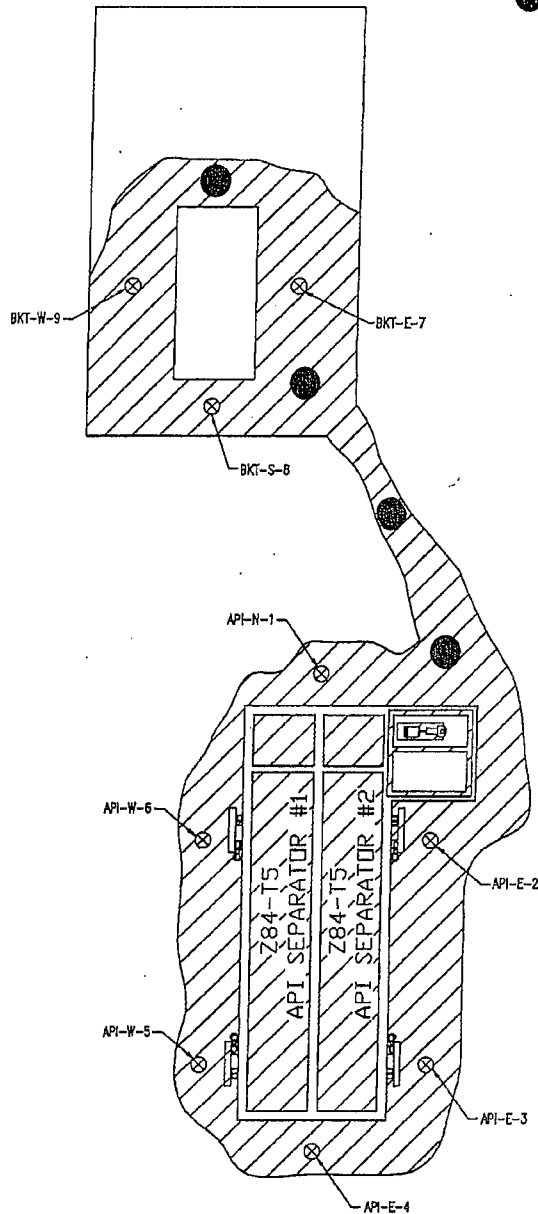 BKT-W-9
BKT-E-7
BKT-S-8
API-N-1
API-W-6
Z84-T5
API SEPARATOR #1
Z84-T5
API SEPARATOR #2
API-E-2
API-W-5
API-E-3
API-E-4